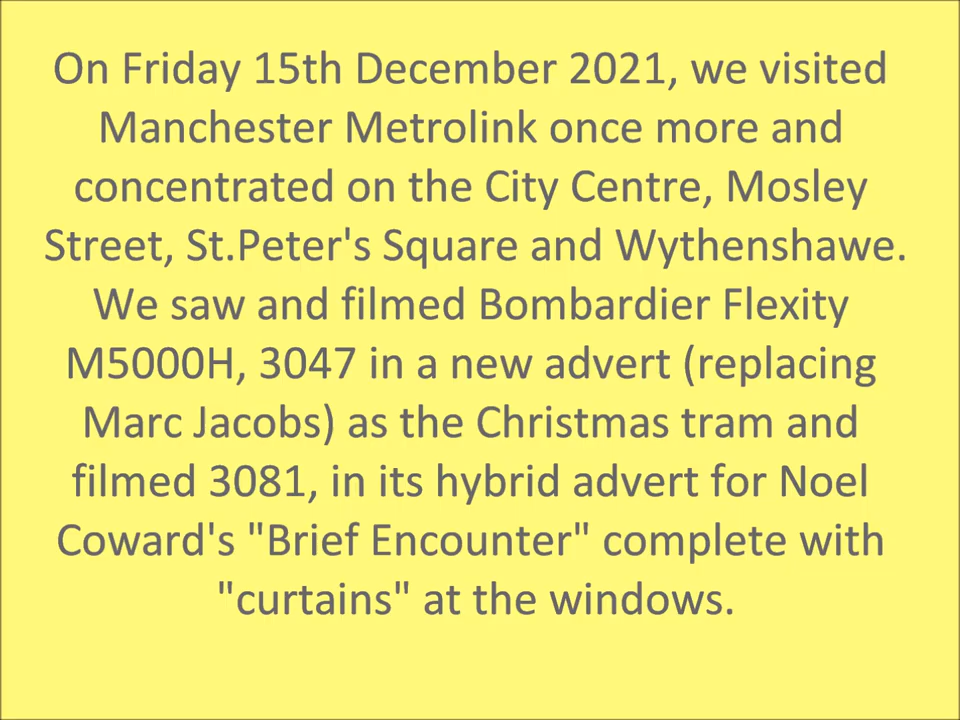 On Friday 15th December 2021, we visited
Manchester Metrolink once more and
concentrated on the City Centre, Mosley
Street, St.Peter's Square and Wythenshawe.
We saw and filmed Bombardier Flexity
M5000H, 3047 in a new advert (replacing
Marc Jacobs) as the Christmas tram and
filmed 3081, in its hybrid advert for Noel
Coward's "Brief Encounter" complete with
"curtains" at the windows.